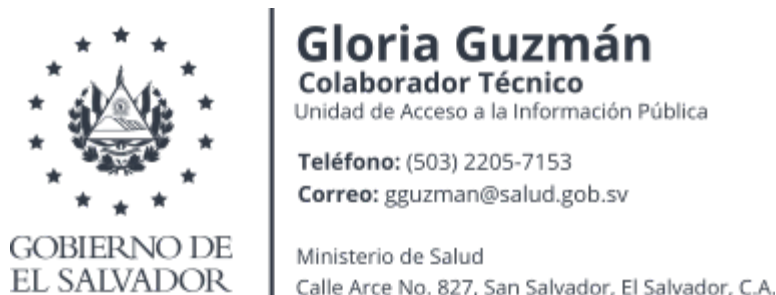 Gloria Guzmán
Colaborador Técnico
Unidad de Acceso a la Información Pública
Teléfono: (503) 2205-7153
Correo: gguzman@salud.gob.sv
Ministerio de Salud
Calle Arce No. 827, San Salvador, El Salvador, C.A.
GOBIERNO DE
EL SALVADOR